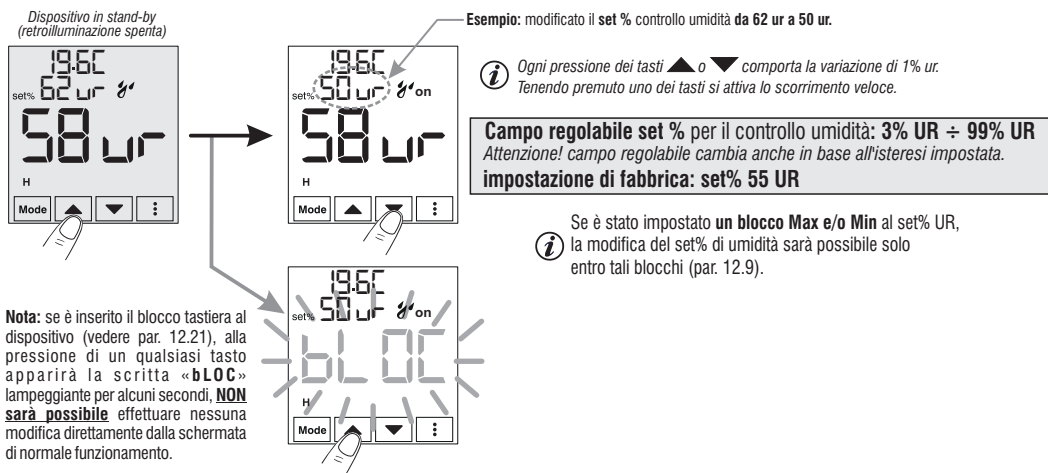 Dispositivo in stand-by
(retroilluminazione spenta)
19.6C
set% 62 ur
58 ur
H
Mode
Esempio: modificato il set % controllo umidità da 62 ur a 50 ur.
19.6C
set% 50 ur on
58 ur
H
Mode
i Ogni pressione dei tasti ▲ o ▼ comporta la variazione di 1% ur.
Tenendo premuto uno dei tasti si attiva lo scorrimento veloce.
Campo regolabile set % per il controllo umidità: 3% UR ÷ 99% UR
Attenzione! campo regolabile cambia anche in base all'isteresi impostata.
impostazione di fabbrica: set% 55 UR
Se è stato impostato un blocco Max e/o Min al set% UR,
i la modifica del set% di umidità sarà possibile solo
entro tali blocchi (par. 12.9).
Nota: se è inserito il blocco tastiera al
dispositivo (vedere par. 12.21), alla
pressione di un qualsiasi tasto
apparirà la scritta «bLOC»
lampeggiante per alcuni secondi, NON
sarà possibile effettuare nessuna
modifica direttamente dalla schermata
di normale funzionamento.
19.6C
set% 50 ur on
bLOC
H
Mode